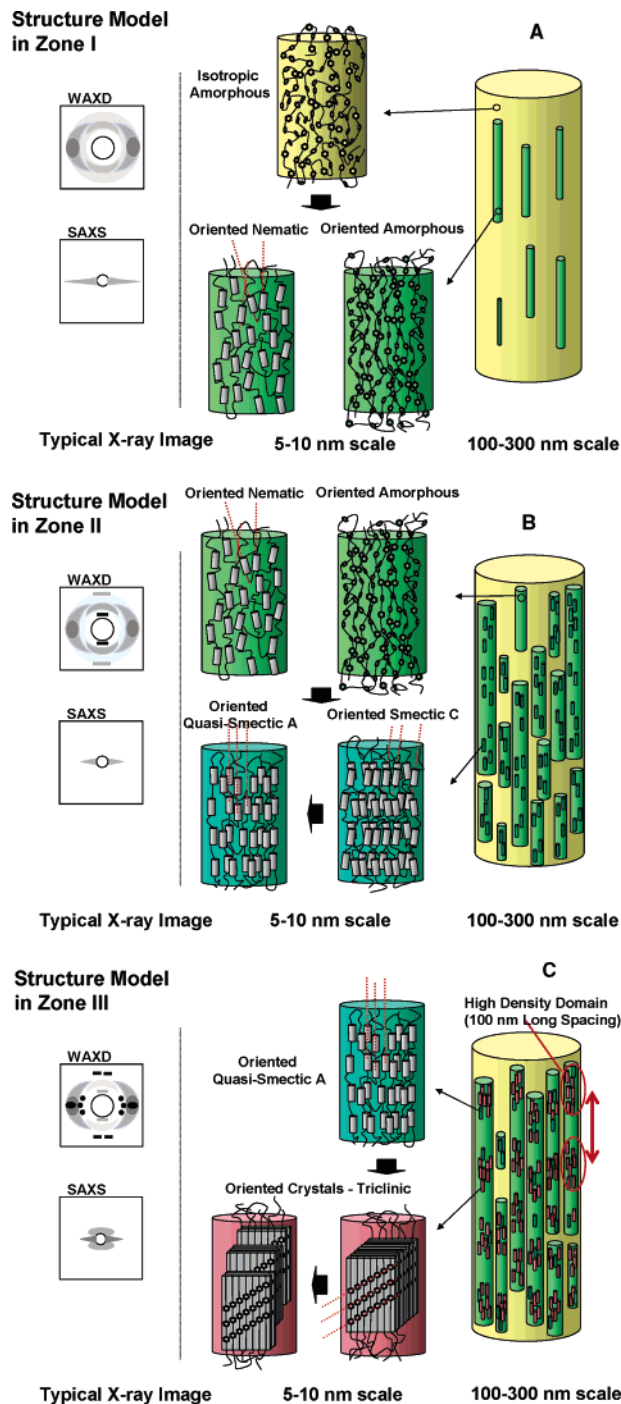 Structure Model
in Zone I
A
WAXD
Isotropic
Amorphous
SAXS
Oriented Nematic
Oriented Amorphous
Typical X-ray Image
5-10 nm scale
100-300 nm scale
Structure Model
in Zone II
Oriented Nematic
Oriented Amorphous
B
WAXD
SAXS
Oriented
Quasi-Smectic A
Oriented Smectic C
Typical X-ray Image
5-10 nm scale
100-300 nm scale
Structure Model
in Zone III
C
High Density Domain
(100 nm Long Spacing)
WAXD
Oriented
Quasi-Smectic A
SAXS
Oriented Crystals - Triclinic
Typical X-ray Image
5-10 nm scale
100-300 nm scale